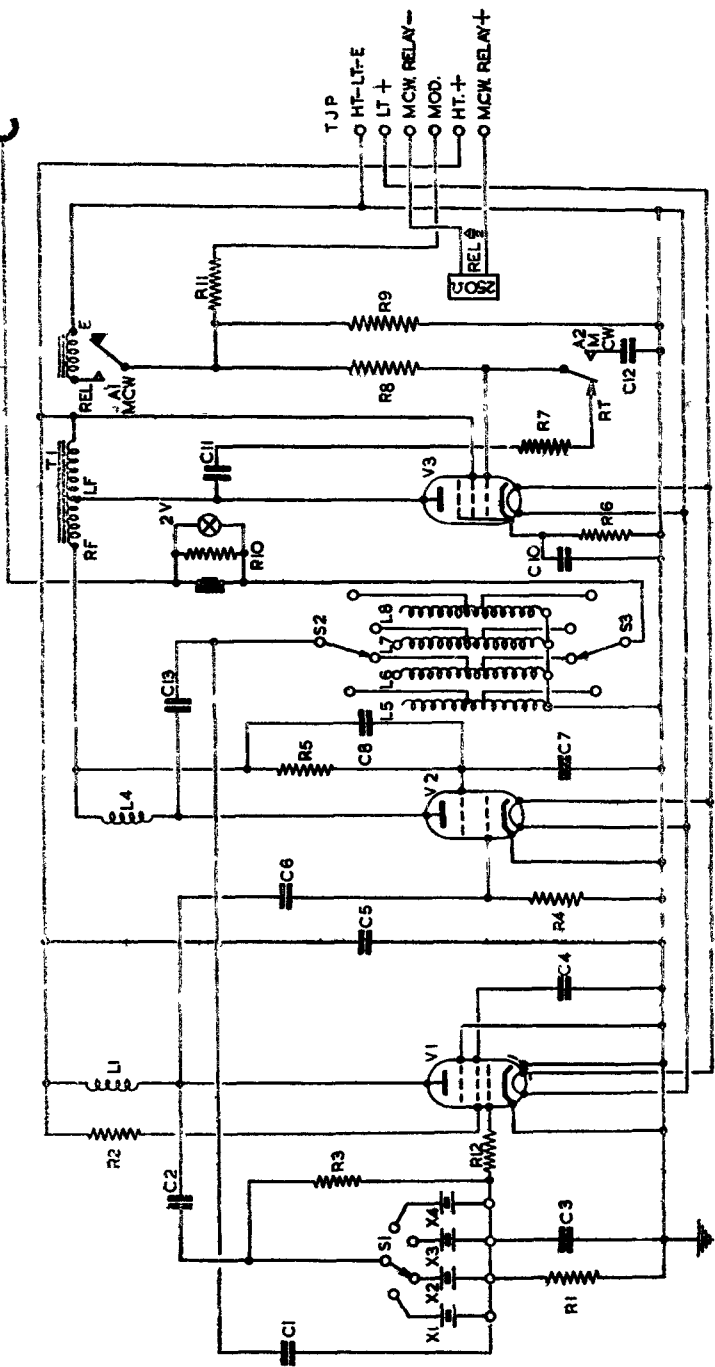 TJP
HT-LT-E
LT +
MCW. RELAY-
MOD.
HT. +
M.C.W. RELAY+
REL
250Ω
E
REL
A1
MCW
R11
R9
R8
A2
MCW
C12
RT
T1
LF
RF
C11
R7
2V
R10
V3
C10
R16
S2
L8
L7
L6
L5
S3
C13
L4
R5
C8
V2
C7
C6
C5
R4
L1
C4
V1
R2
C2
R3
R12
S1
X4
X3
X2
X1
C3
R1
C1